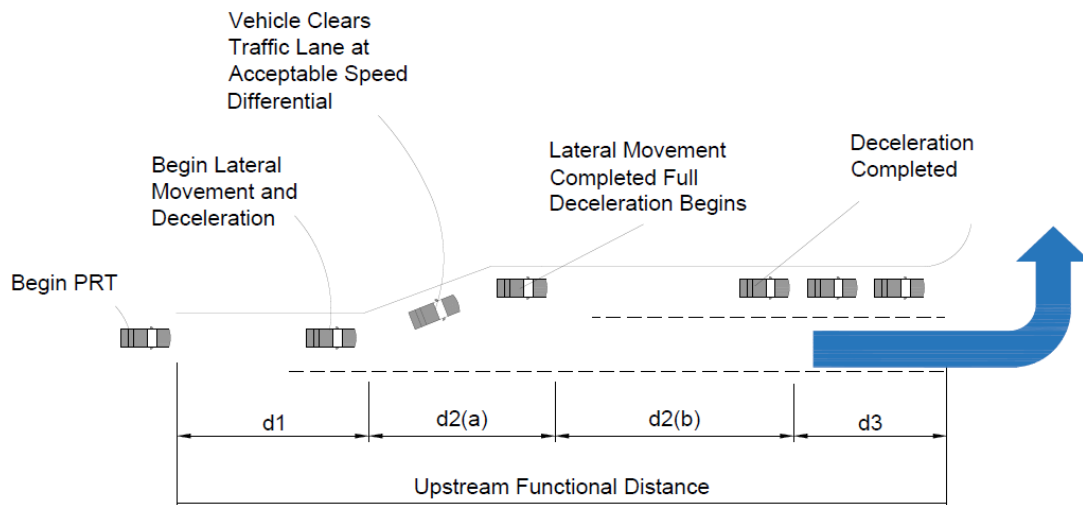 Vehicle Clears
Traffic Lane at
Acceptable Speed
Differential
Begin Lateral
Movement and
Deceleration
Lateral Movement
Completed Full
Deceleration Begins
Deceleration
Completed
Begin PRT
d1
d2(a)
d2(b)
d3
Upstream Functional Distance